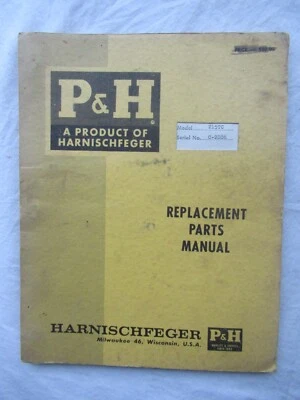 P&H
A PRODUCT OF
HARNISCHFEGER
Model
Serial No.
REPLACEMENT
PARTS
MANUAL
HARNISCHFEGER
Milwaukee 46, Wisconsin, U.S.A.
P&H